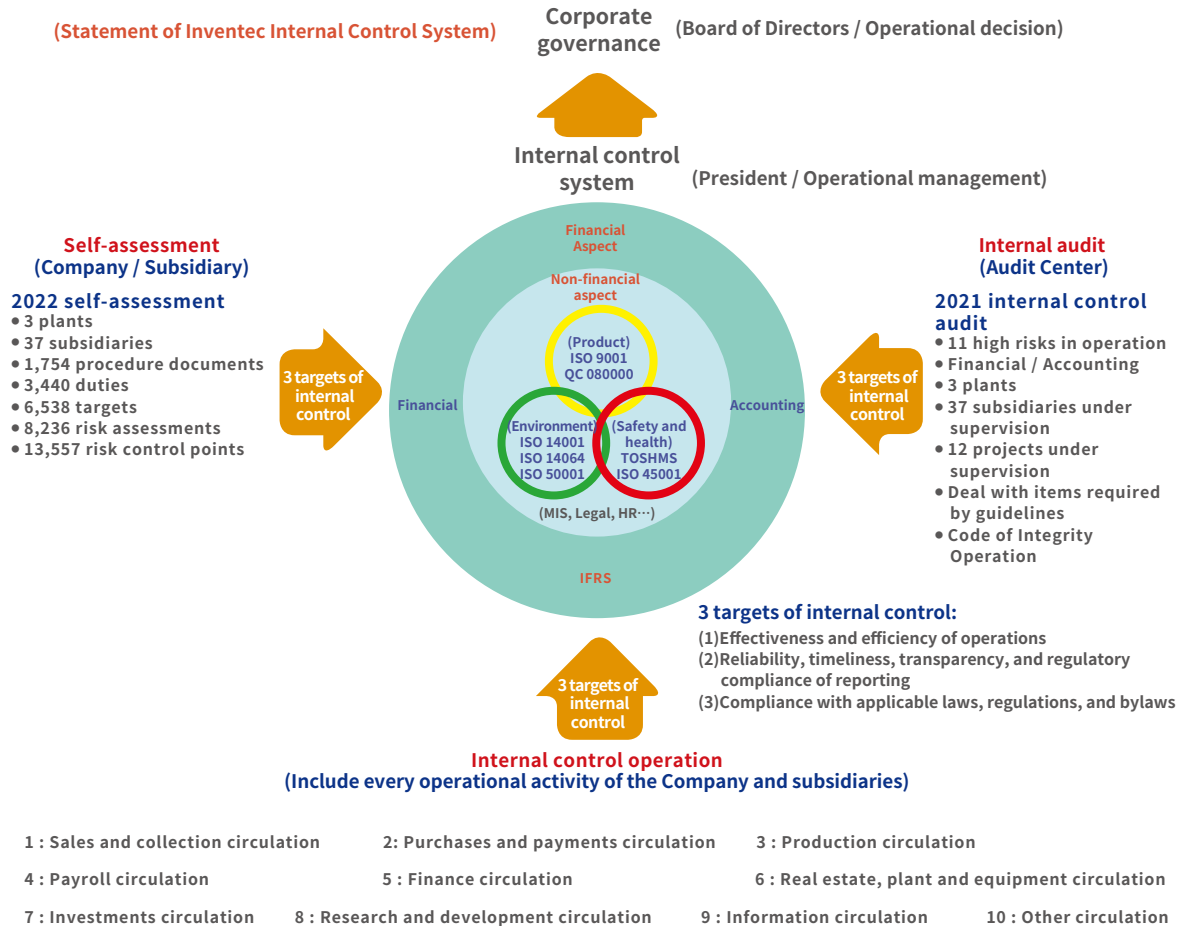 (Statement of Inventec Internal Control System)
Corporate
governance
(Board of Directors / Operational decision)
Internal control
system
(President / Operational management)
Self-assessment
(Company / Subsidiary)
2022 self-assessment
• 3 plants
• 37 subsidiaries
• 1,754 procedure documents
• 3,440 duties
• 6,538 targets
• 8,236 risk assessments
• 13,557 risk control points
3 targets of
internal
control
Financial
Aspect
Non-financial
aspect
(Product)
ISO 9001
QC 080000
Financial
Accounting
(Environment)
ISO 14001
ISO 14064
ISO 50001
(Safety and
health)
TOSHMS
ISO 45001
(MIS, Legal, HR⋯)
IFRS
3 targets of
internal
control
Internal audit
(Audit Center)
2021 internal control
audit
• 11 high risks in operation
• Financial / Accounting
• 3 plants
• 37 subsidiaries under
supervision
• 12 projects under
supervision
• Deal with items required
by guidelines
• Code of Integrity
Operation
3 targets of internal control:
(1)Effectiveness and efficiency of operations
(2)Reliability, timeliness, transparency, and regulatory
compliance of reporting
(3)Compliance with applicable laws, regulations, and bylaws
3 targets of
internal
control
Internal control operation
(Include every operational activity of the Company and subsidiaries)
1 : Sales and collection circulation
2: Purchases and payments circulation
3 : Production circulation
4 : Payroll circulation
5 : Finance circulation
6 : Real estate, plant and equipment circulation
7 : Investments circulation
8 : Research and development circulation
9 : Information circulation
10 : Other circulation